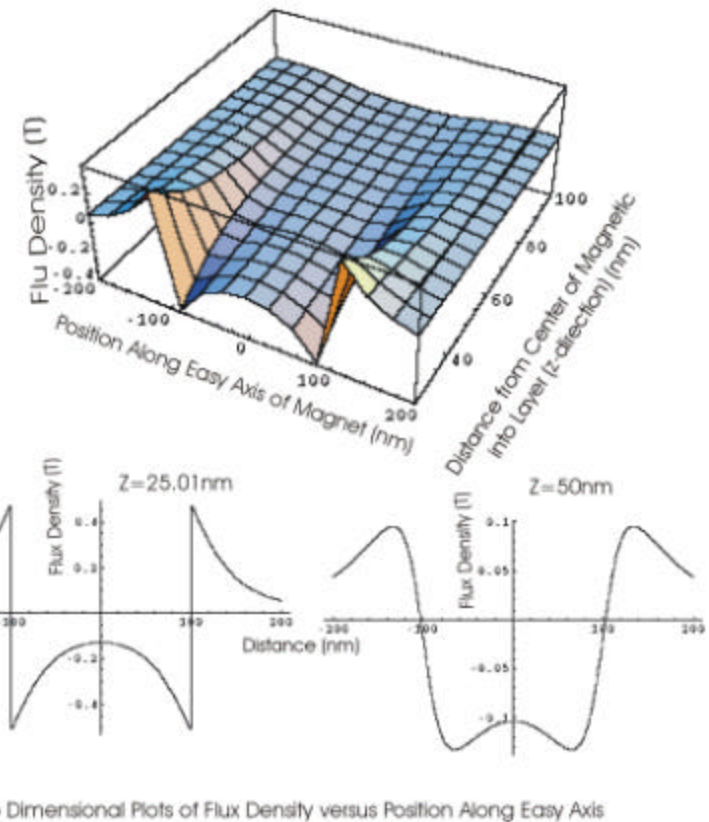 Flu Density (T)
0.2
0
-0.2
-0.4
-200
-100
0
100
200
Position Along Easy Axis of Magnet (nm)
100
80
60
40
Distance from Center of Magnetic
into Layer (z-direction) (nm)
Z=25.01nm
Flux Density (T)
0.4
-0.2
-0.4
Distance (nm)
Z=50nm
Flux Density (T)
0.1
0.05
-0.05
-0.1
-200
-100
100
200
Dimensional Plots of Flux Density versus Position Along Easy Axis